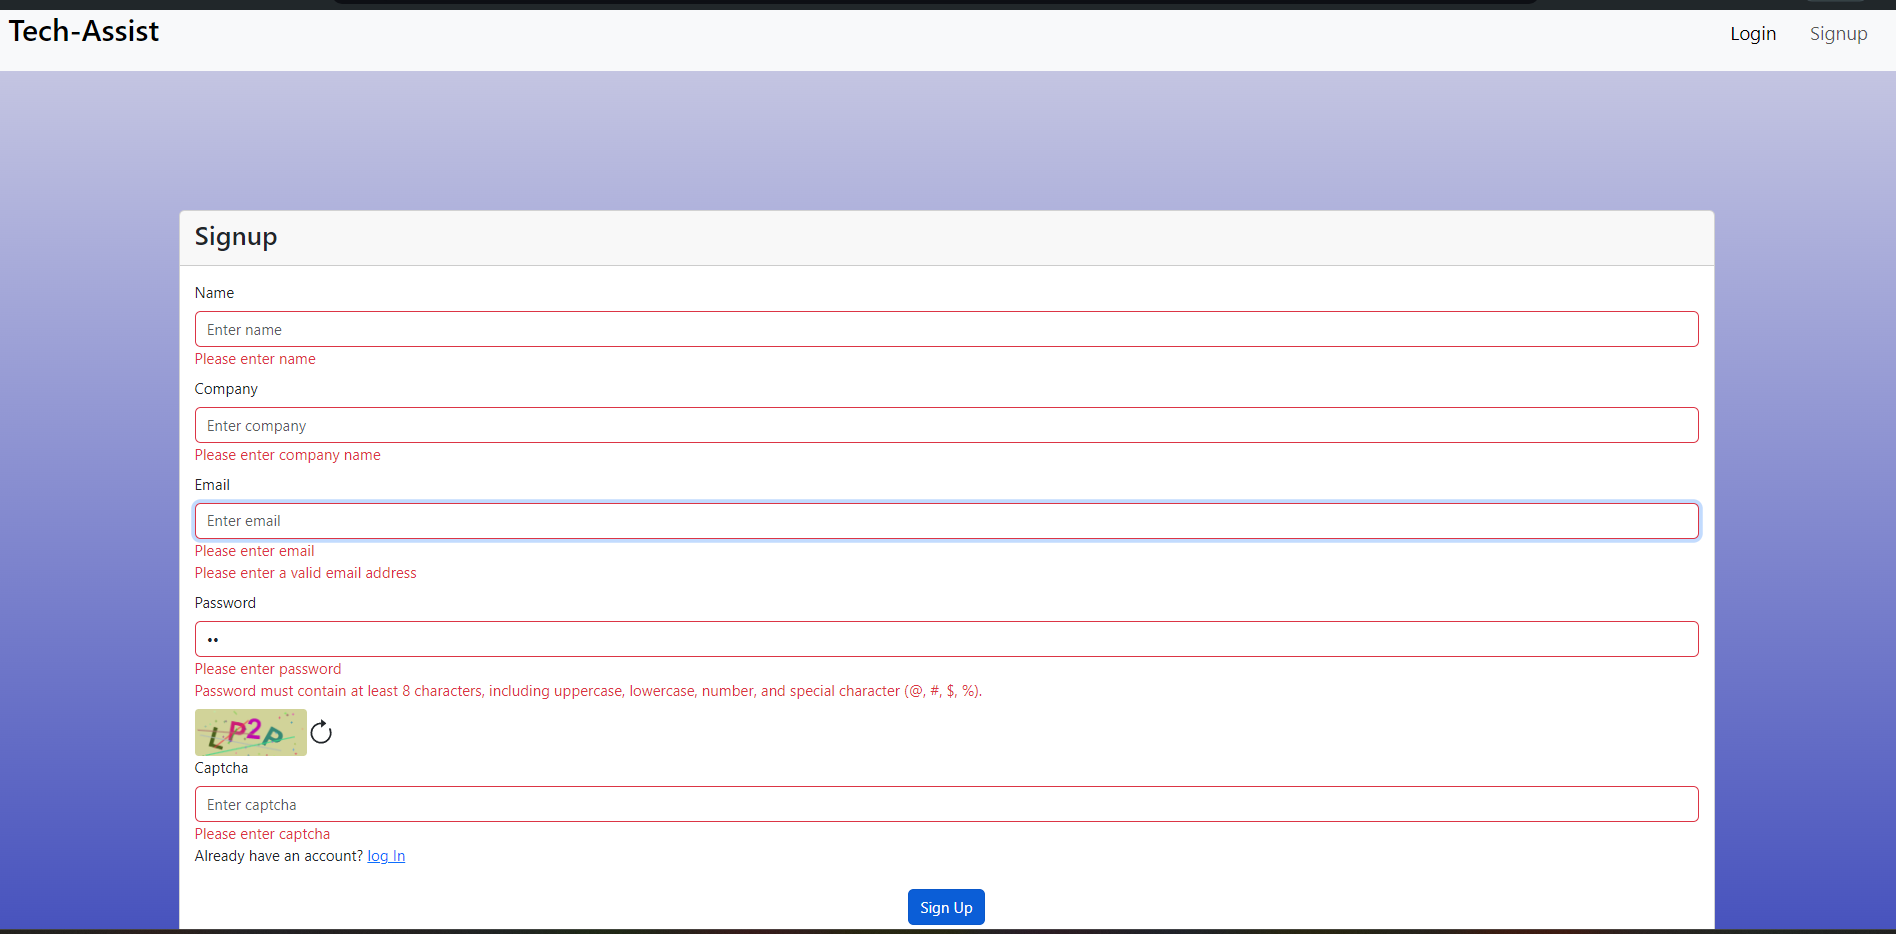 Tech-Assist
Login Signup
Signup
Name
Enter name
Please enter name
Company
Enter company
Please enter company name
Email
Enter email
Please enter email
Please enter a valid email address
Password
••
Please enter password
Password must contain at least 8 characters, including uppercase, lowercase, number, and special character (@, #, $, %).
LP2P
Captcha
Enter captcha
Please enter captcha
Already have an account? log In
Sign Up